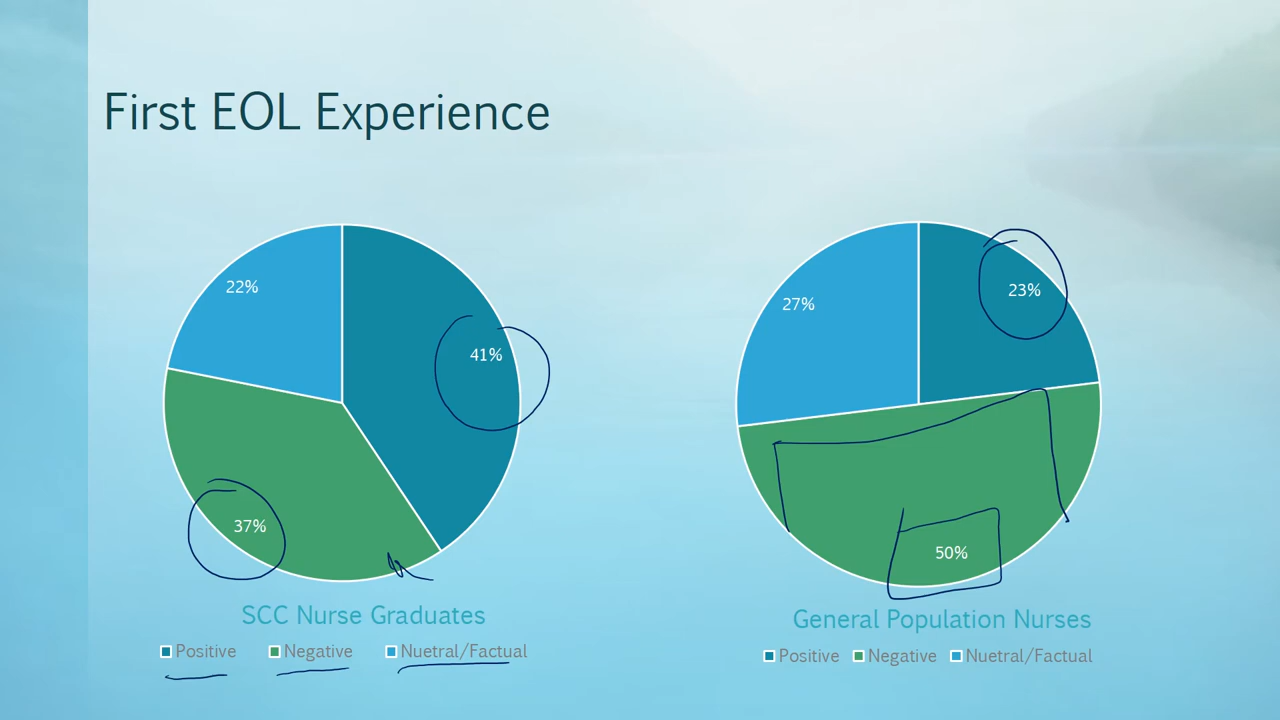 First EOL Experience
22%
41%
37%
SCC Nurse Graduates
Positive Negative Nuetral/Factual
27%
23%
50%
General Population Nurses
Positive Negative Nuetral/Factual